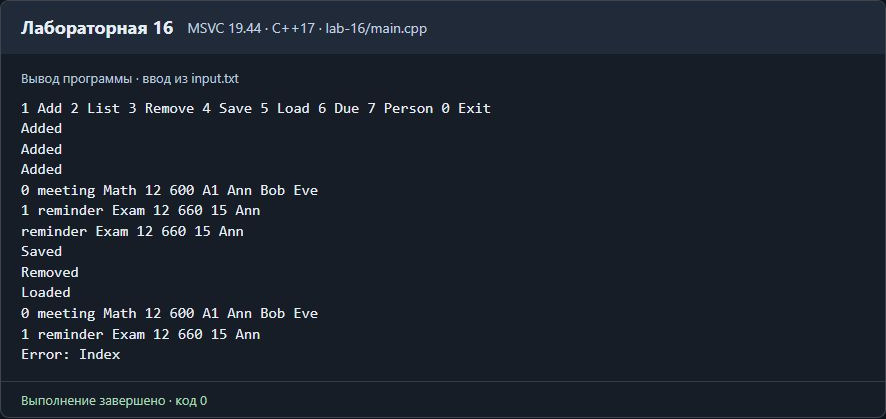 Лабораторная 16 MSVC 19.44 · C++17 · lab-16/main.cpp
Вывод программы · ввод из input.txt
1 Add 2 List 3 Remove 4 Save 5 Load 6 Due 7 Person 0 Exit
Added
Added
Added
0 meeting Math 12 600 A1 Ann Bob Eve
1 reminder Exam 12 660 15 Ann
reminder Exam 12 660 15 Ann
Saved
Removed
Loaded
0 meeting Math 12 600 A1 Ann Bob Eve
1 reminder Exam 12 660 15 Ann
Error: Index
Выполнение завершено · код 0